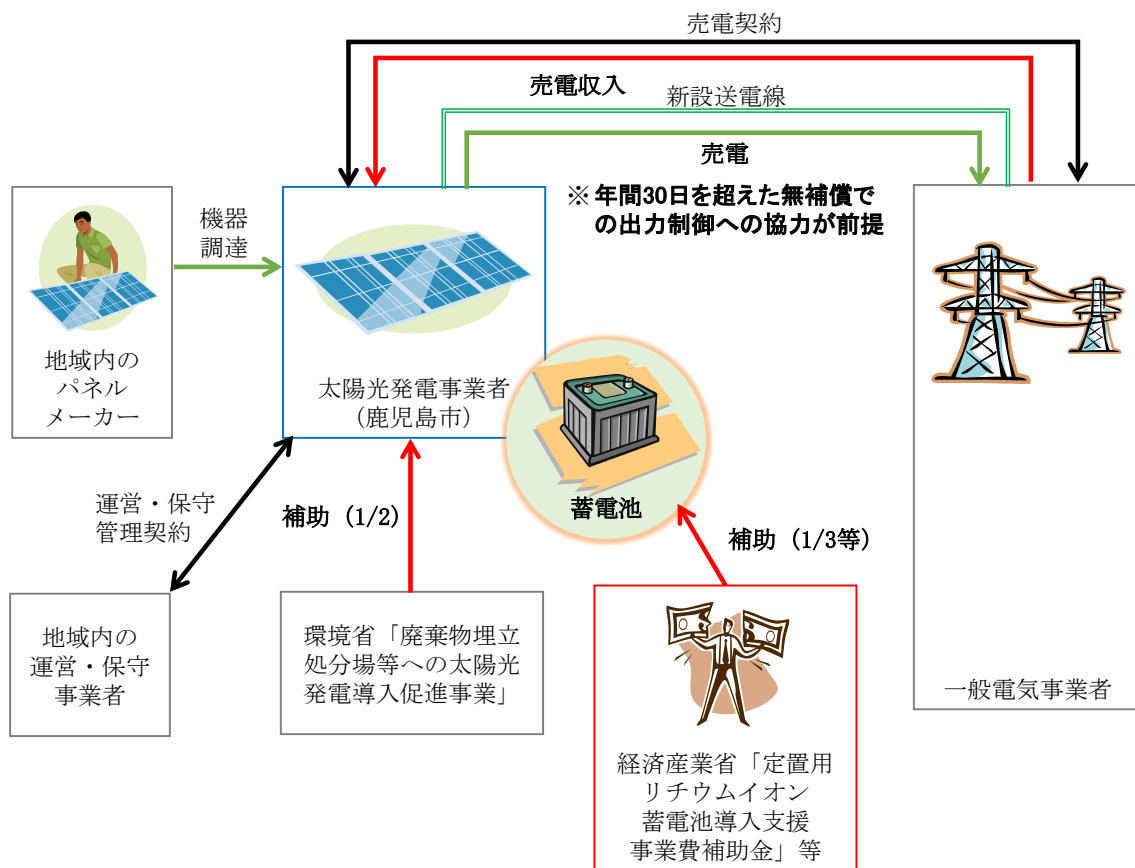 売電契約
売電収入
新設送電線
売電
※ 年間30日を超えた無補償で
の出力制御への協力が前提
機器
調達
地域内の
パネル
メーカー
太陽光発電事業者
(鹿児島市)
蓄電池
運営・保守
管理契約
補助 (1/2)
補助 (1/3等)
地域内の
運営・保守
事業者
環境省「廃棄物埋立
処分場等への太陽光
発電導入促進事業」
一般電気事業者
経済産業省「定置用
リチウムイオン
蓄電池導入支援
事業費補助金」等